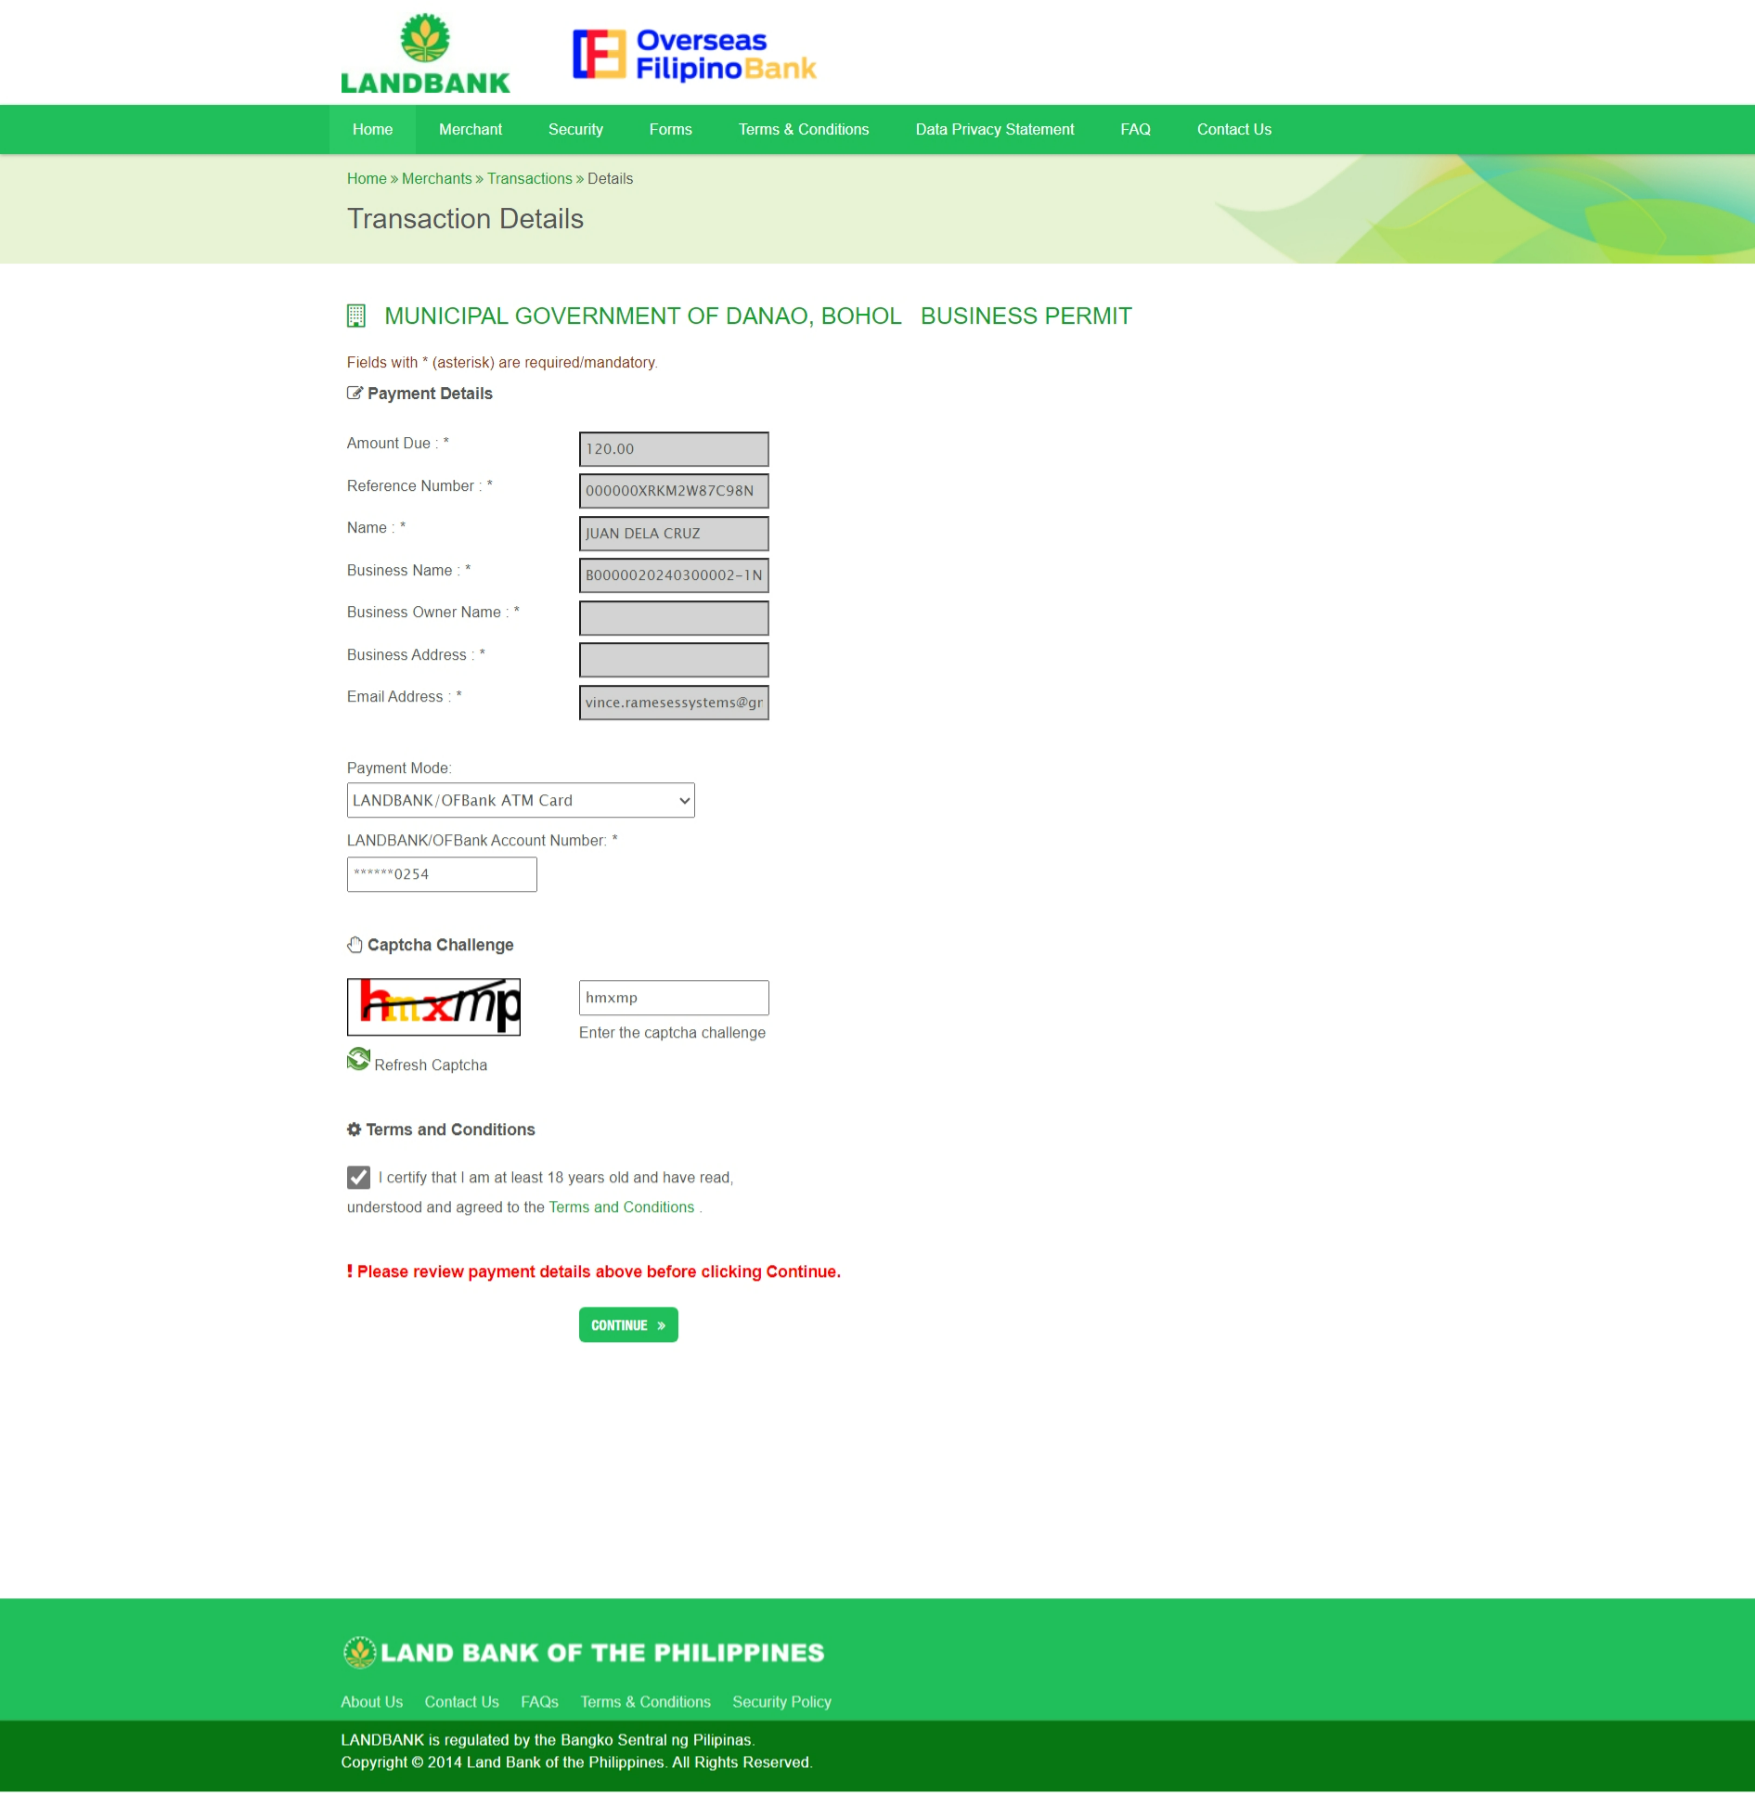 LANDBANK
Overseas
FilipinoBank
Home Merchant Security Forms Terms & Conditions Data Privacy Statement FAQ Contact Us
Home » Merchants » Transactions » Details
Transaction Details
MUNICIPAL GOVERNMENT OF DANAO, BOHOL BUSINESS PERMIT
Fields with * (asterisk) are required/mandatory.
Payment Details
Amount Due : * 120.00
Reference Number : * 000000XRKM2W87C98N
Name : * JUAN DELA CRUZ
Business Name : * B0000020240300002-1N
Business Owner Name : *
Business Address : *
Email Address : * vince.ramesessystems@gr
Payment Mode:
LANDBANK/OFBank ATM Card
LANDBANK/OFBank Account Number: *
******0254
Captcha Challenge
hmxmp hmxmp
Enter the captcha challenge
Refresh Captcha
Terms and Conditions
I certify that I am at least 18 years old and have read,
understood and agreed to the Terms and Conditions .
! Please review payment details above before clicking Continue.
CONTINUE »
LAND BANK OF THE PHILIPPINES
About Us Contact Us FAQs Terms & Conditions Security Policy
LANDBANK is regulated by the Bangko Sentral ng Pilipinas.
Copyright © 2014 Land Bank of the Philippines. All Rights Reserved.